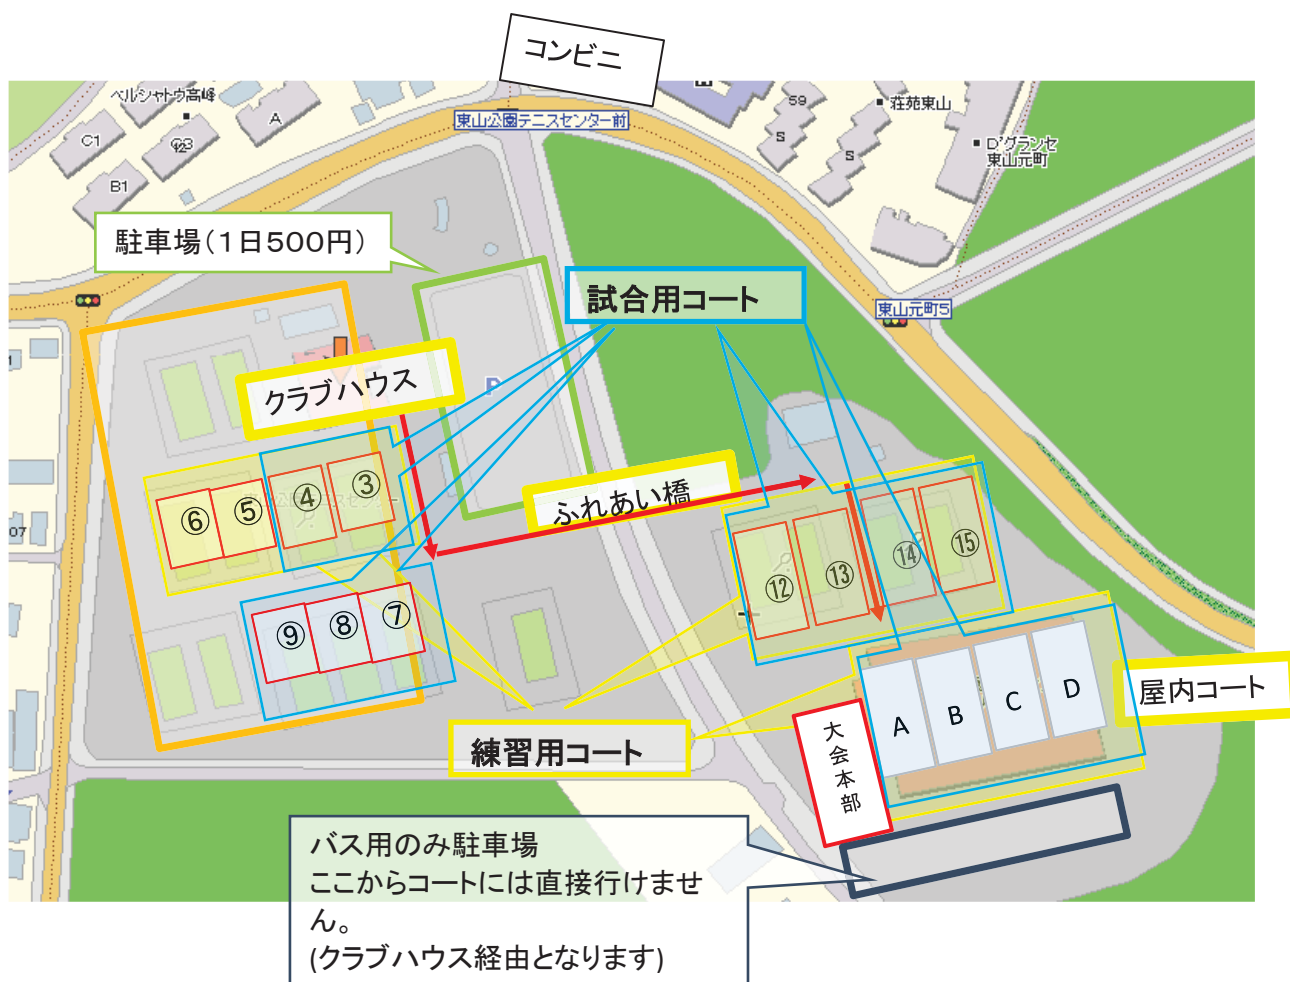 コンビニ
ベルシャトウ高峰
A
C1
B1
59
S
S
荘苑東山
D'グランセ
東山元町
東山公園テニスセンター前
駐車場(1日500円)
試合用コート
東山元町5
クラブハウス
P
ふれあい橋
⑥
⑤
④
③
⑨
⑧
⑦
⑫
⑬
⑭
⑮
07
練習用コート
A
B
C
D
屋内コート
大会本部
バス用のみ駐車場
ここからコートには直接行けませ
ん。
(クラブハウス経由となります)